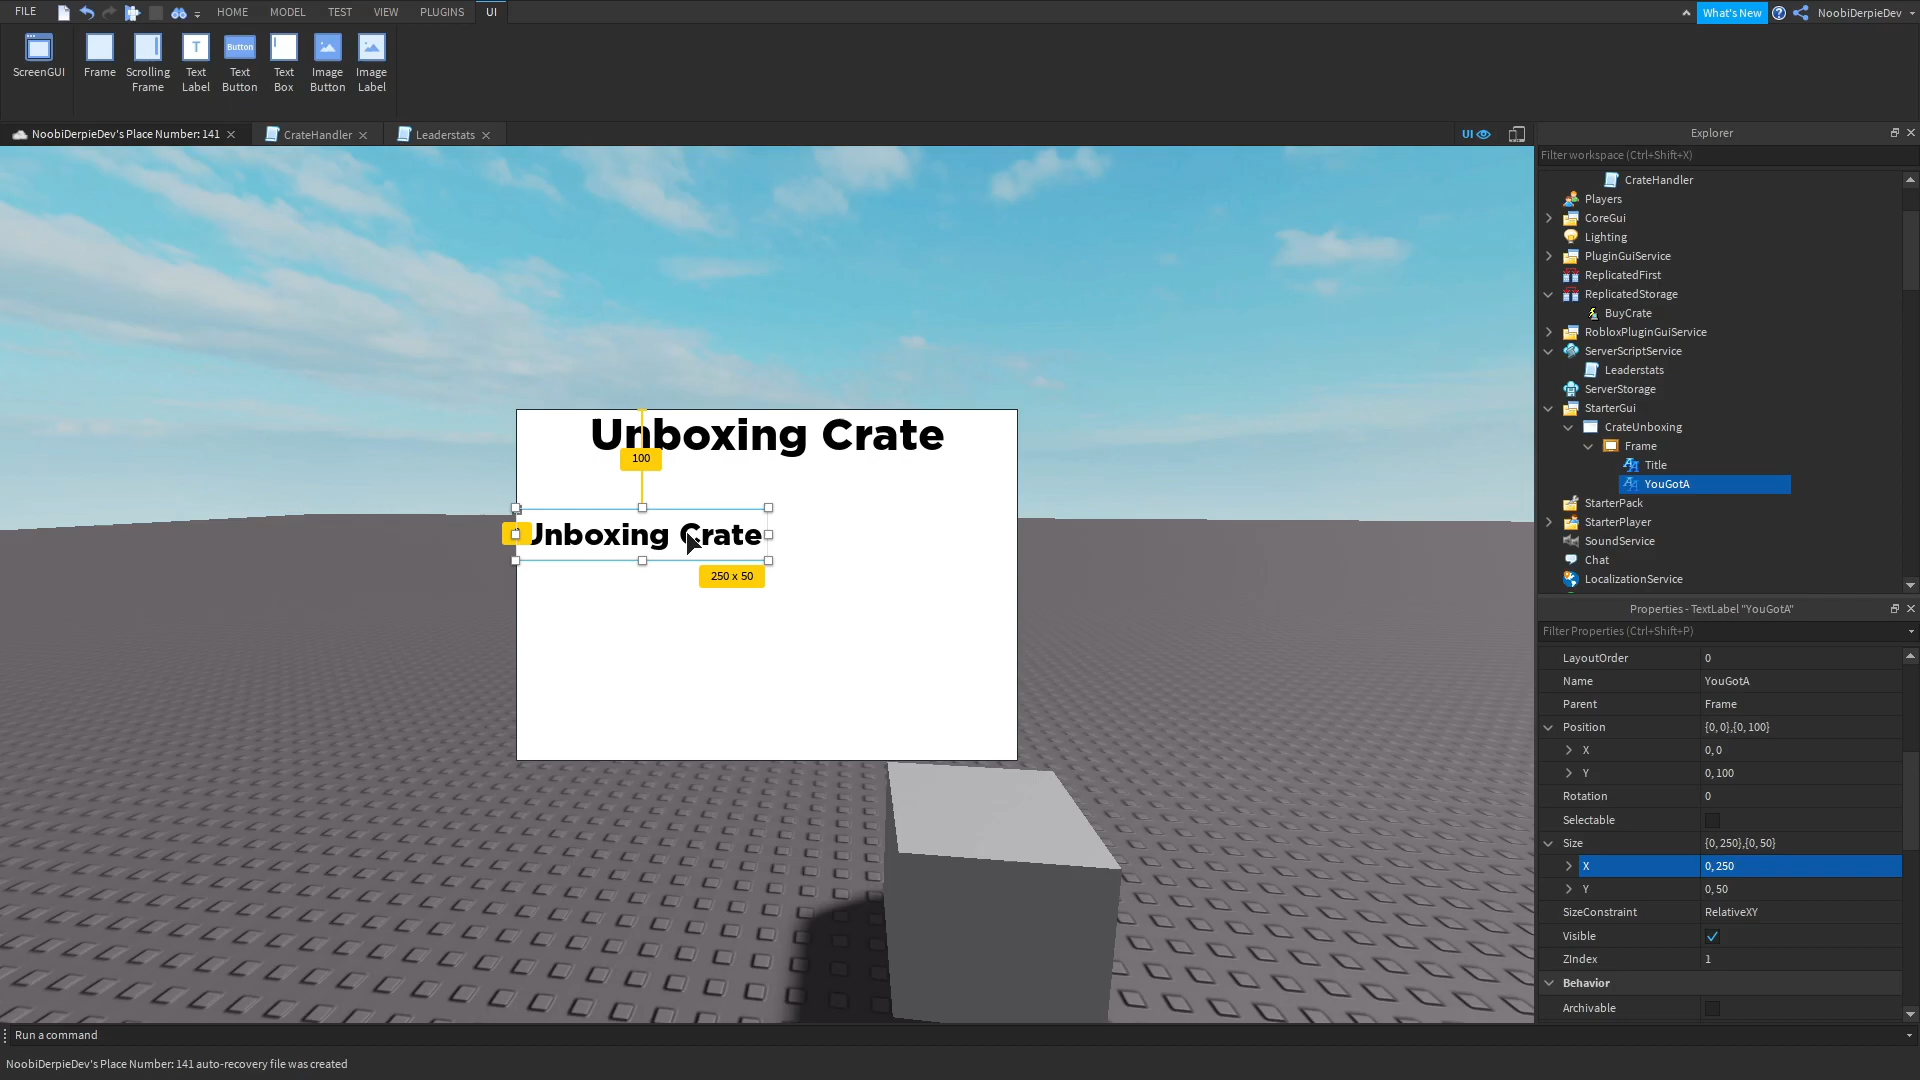 FILE HOME MODEL TEST VIEW PLUGINS UI What's New NoobiDerpieDev
Button
T
ScreenGUI Frame Scrolling Frame Text Label Text Button Text Box Image Button Image Label
NoobiDerpieDev's Place Number: 141 CrateHandler Leaderstats UI
Explorer
Filter workspace (Ctrl+Shift+X)
CrateHandler
Players
CoreGui
Lighting
PluginGuiService
ReplicatedFirst
ReplicatedStorage
BuyCrate
RobloxPluginGuiService
ServerScriptService
Leaderstats
ServerStorage
StarterGui
CrateUnboxing
Frame
Title
YouGotA
StarterPack
StarterPlayer
SoundService
Chat
LocalizationService
Unboxing Crate
100
Unboxing Crate
250 x 50
Properties - TextLabel "YouGotA"
Filter Properties (Ctrl+Shift+P)
LayoutOrder 0
Name YouGotA
Parent Frame
Position {0, 0},{0, 100}
X 0, 0
Y 0, 100
Rotation 0
Selectable
Size {0, 250},{0, 50}
X 0, 250
Y 0, 50
SizeConstraint RelativeXY
Visible
ZIndex 1
Behavior
Archivable
Run a command
NoobiDerpieDev's Place Number: 141 auto-recovery file was created